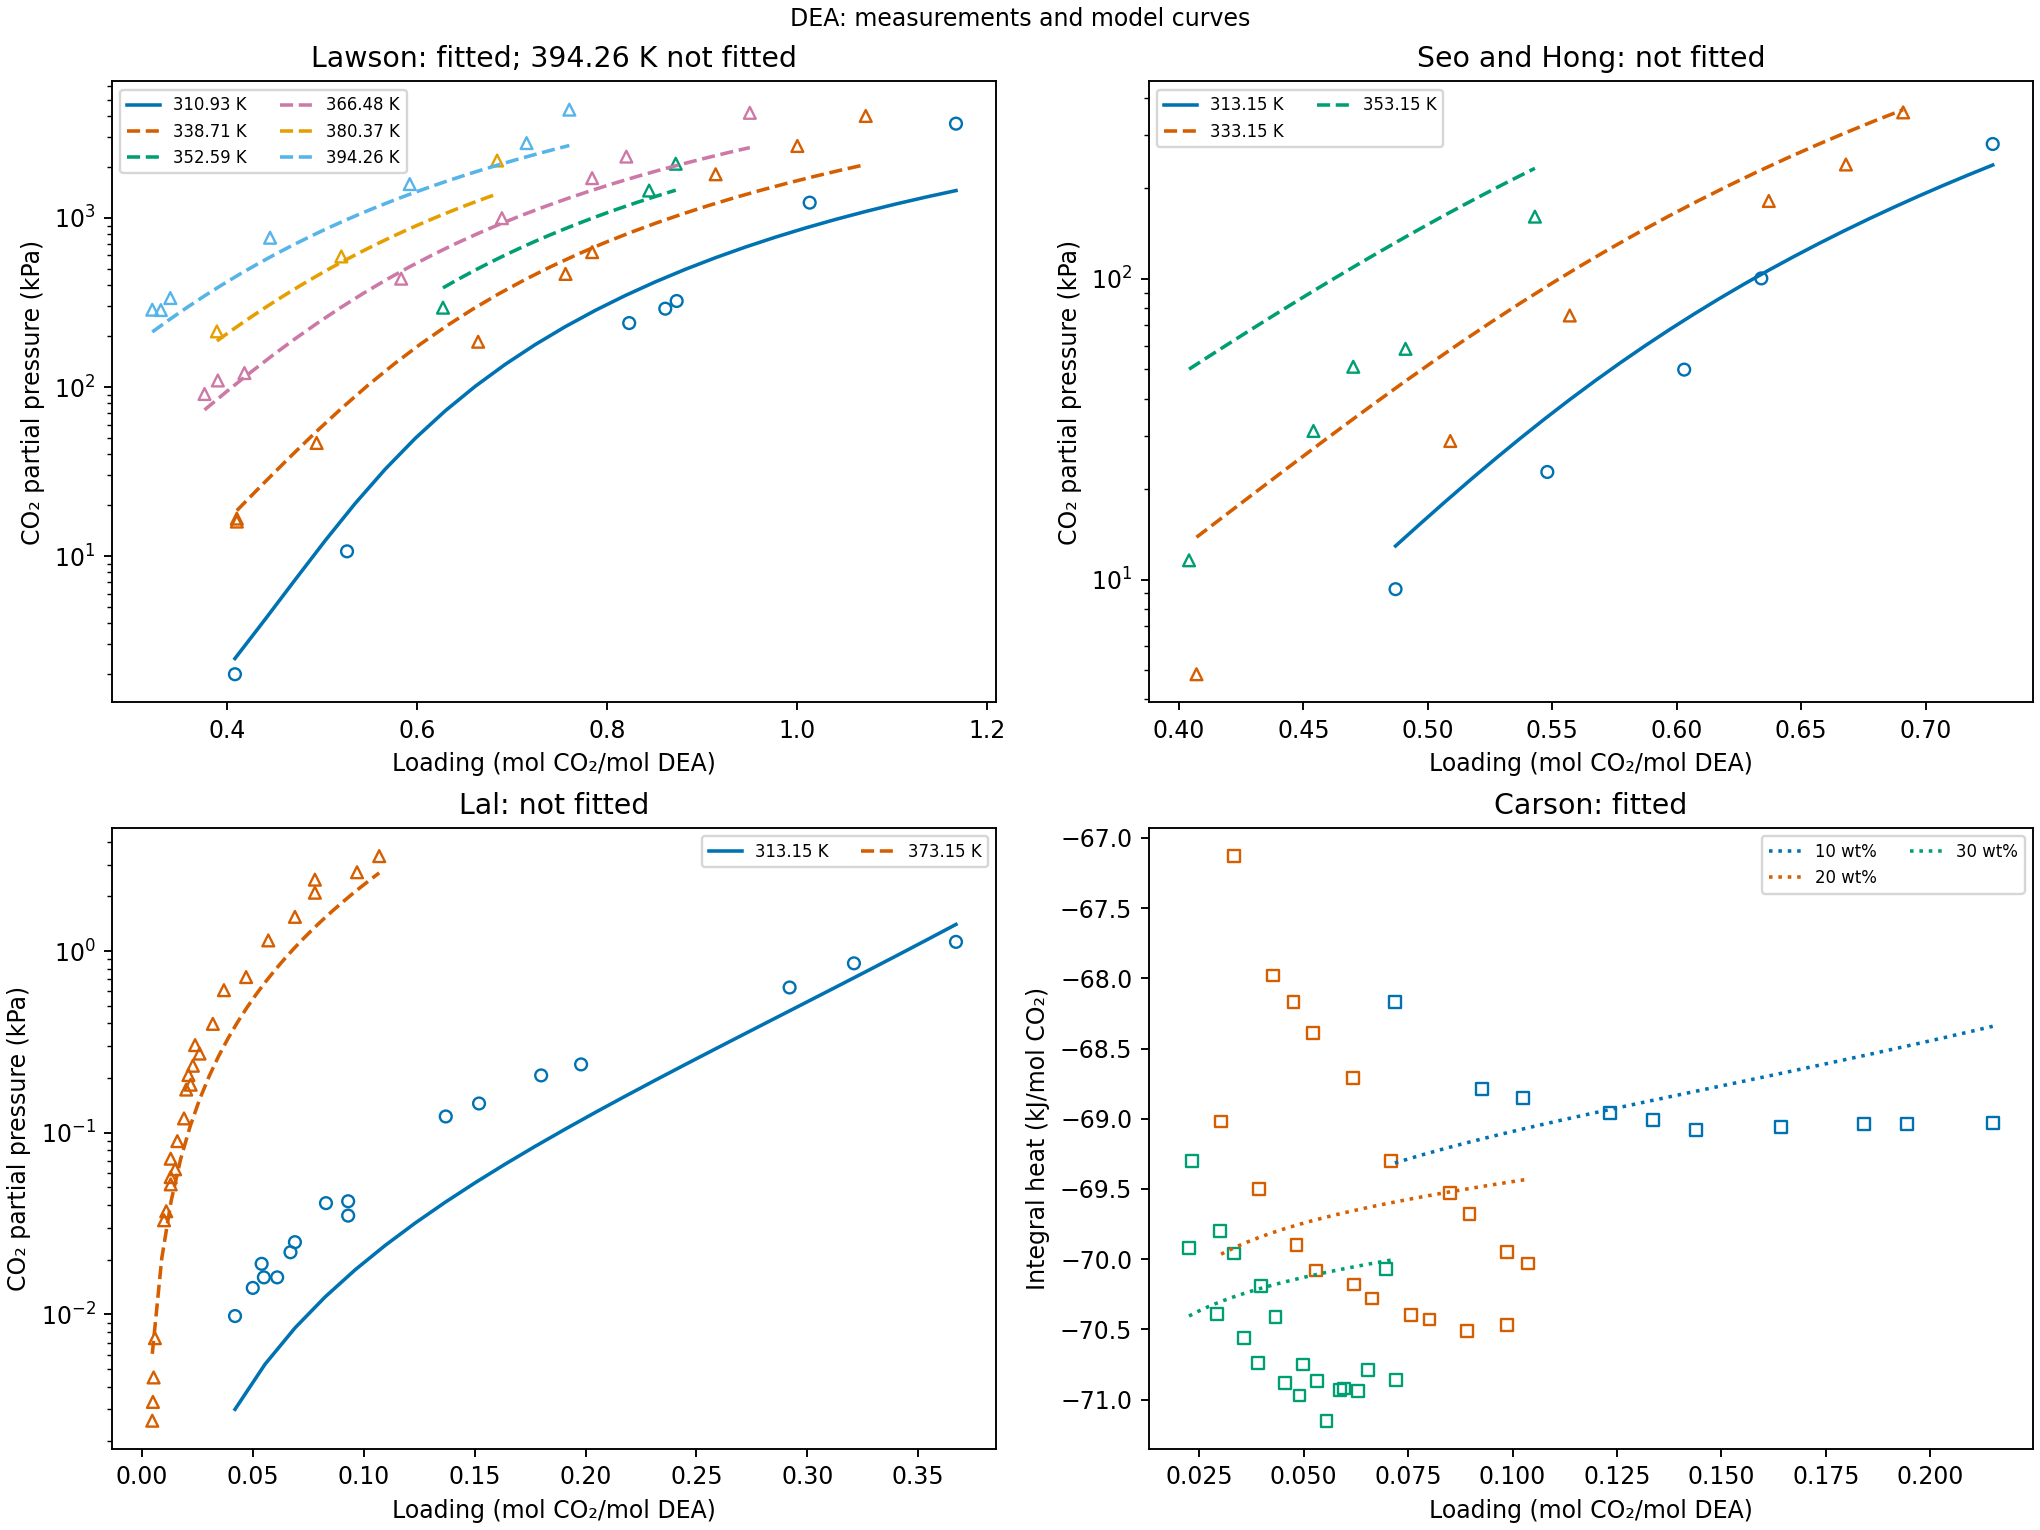 DEA: measurements and model curves
Lawson: fitted; 394.26 K not fitted
310.93 K
338.71 K
352.59 K
366.48 K
380.37 K
394.26 K
10³
10²
10¹
CO₂ partial pressure (kPa)
0.4 0.6 0.8 1.0 1.2
Loading (mol CO₂/mol DEA)
Seo and Hong: not fitted
313.15 K
333.15 K
353.15 K
10²
10¹
CO₂ partial pressure (kPa)
0.40 0.45 0.50 0.55 0.60 0.65 0.70
Loading (mol CO₂/mol DEA)
Lal: not fitted
313.15 K
373.15 K
10⁰
10⁻¹
10⁻²
CO₂ partial pressure (kPa)
0.00 0.05 0.10 0.15 0.20 0.25 0.30 0.35
Loading (mol CO₂/mol DEA)
Carson: fitted
10 wt%
20 wt%
30 wt%
−67.0
−67.5
−68.0
−68.5
−69.0
−69.5
−70.0
−70.5
−71.0
Integral heat (kJ/mol CO₂)
0.025 0.050 0.075 0.100 0.125 0.150 0.175 0.200
Loading (mol CO₂/mol DEA)